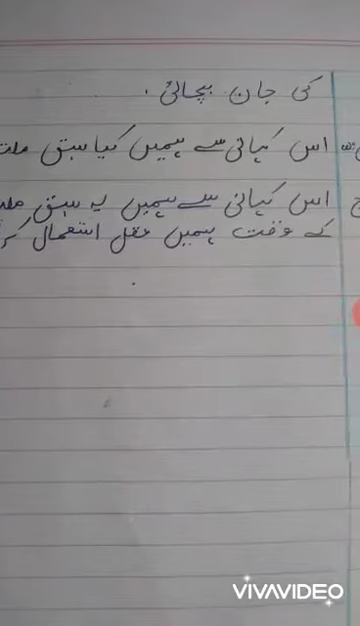 کی جان بچائی۔
اس کہانی سے ہمیں کیا سبق
اس کہانی سے ہمیں یہ سبق
کے وقت ہمیں عقل استعمال
VIVAVIDEO